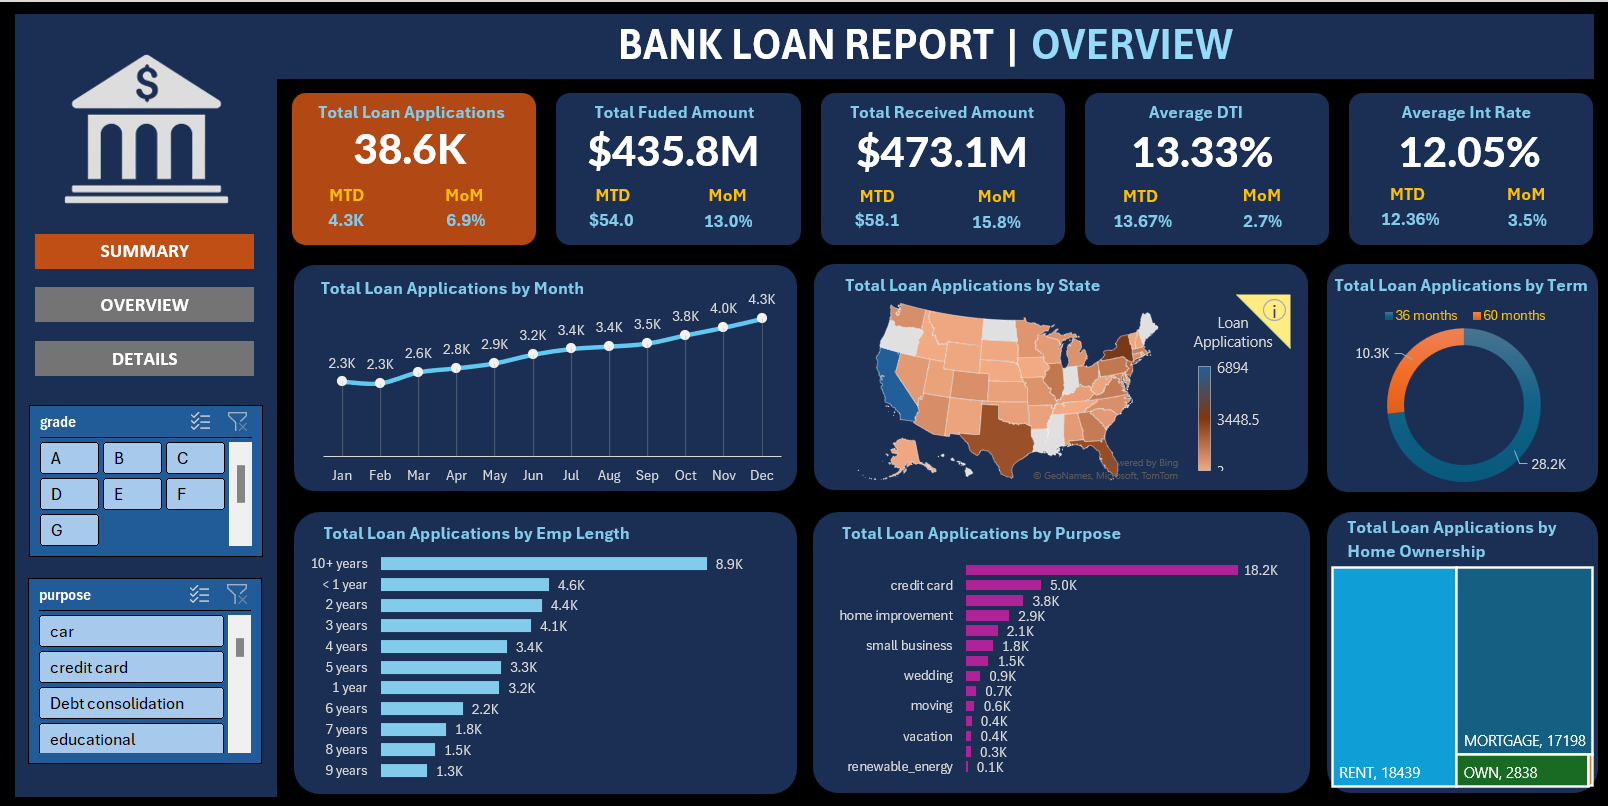 BANK LOAN REPORT | OVERVIEW
$
SUMMARY
OVERVIEW
DETAILS
grade
A
B
C
D
E
F
G
purpose
car
credit card
Debt consolidation
educational
Total Loan Applications
38.6K
MTD
MoM
4.3K
6.9%
Total Fuded Amount
$435.8M
MTD
MoM
$54.0
13.0%
Total Received Amount
$473.1M
MTD
MoM
$58.1
15.8%
Average DTI
13.33%
MTD
MoM
13.67%
2.7%
Average Int Rate
12.05%
MTD
MoM
12.36%
3.5%
Total Loan Applications by Month
2.3K
2.3K
2.6K
2.8K
2.9K
3.2K
3.4K
3.4K
3.5K
3.8K
4.0K
4.3K
Jan Feb Mar Apr May Jun Jul Aug Sep Oct Nov Dec
Total Loan Applications by State
i
Loan
Applications
6894
3448.5
wered by Bing
© GeoNames, Microsoft, TomTom
Total Loan Applications by Term
36 months
60 months
10.3K
28.2K
Total Loan Applications by Emp Length
10+ years 8.9K
< 1 year 4.6K
2 years 4.4K
3 years 4.1K
4 years 3.4K
5 years 3.3K
1 year 3.2K
6 years 2.2K
7 years 1.8K
8 years 1.5K
9 years 1.3K
Total Loan Applications by Purpose
18.2K
credit card 5.0K
3.8K
home improvement 2.9K
2.1K
small business 1.8K
1.5K
wedding 0.9K
0.7K
moving 0.6K
0.4K
vacation 0.4K
0.3K
renewable_energy 0.1K
Total Loan Applications by
Home Ownership
MORTGAGE, 17198
RENT, 18439
OWN, 2838